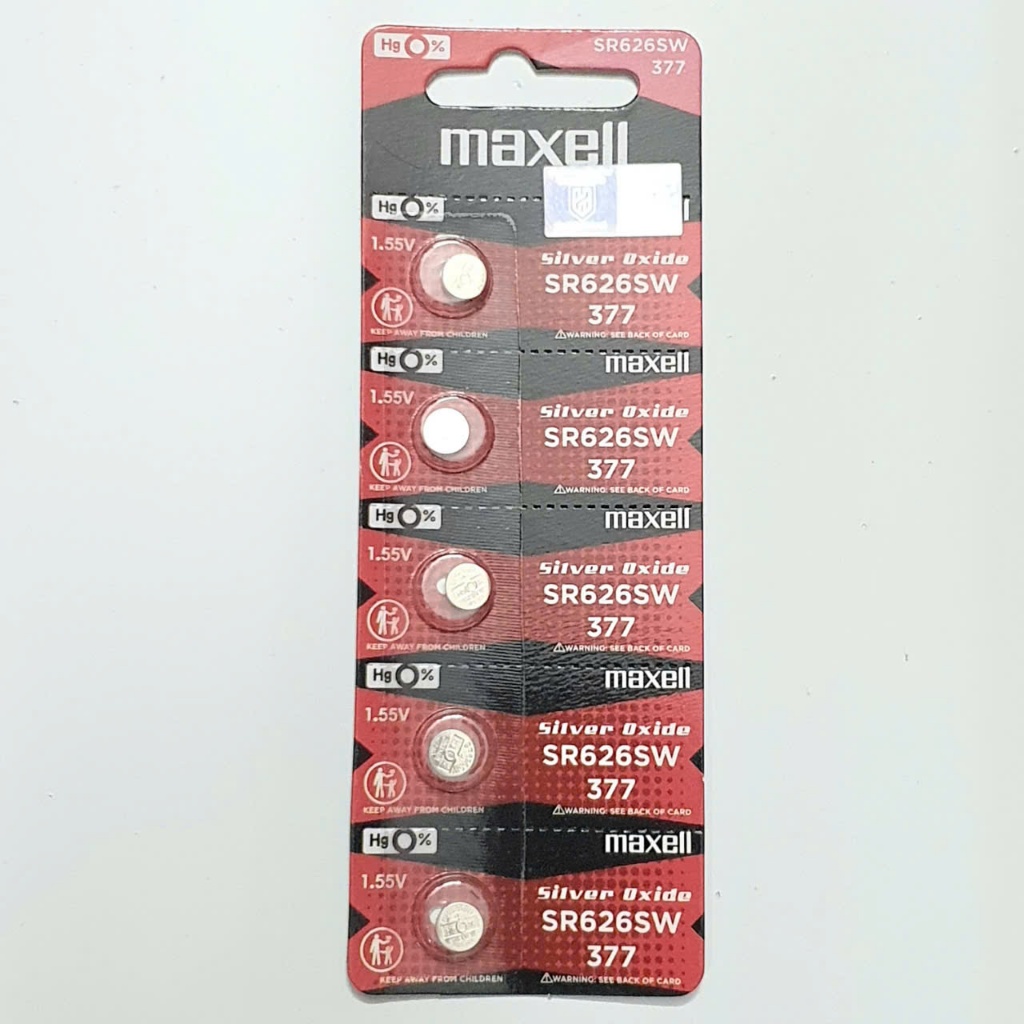 Hg 0% SR626SW
377
maxell
Hg 0%
1.55V
Silver Oxide
SR626SW
377
KEEP AWAY FROM CHILDREN ⚠WARNING: SEE BACK OF CARD
Hg 0% maxell
1.55V
Silver Oxide
SR626SW
377
KEEP AWAY FROM CHILDREN ⚠WARNING: SEE BACK OF CARD
Hg 0% maxell
1.55V
Silver Oxide
SR626SW
377
KEEP AWAY FROM CHILDREN ⚠WARNING: SEE BACK OF CARD
Hg 0% maxell
1.55V
Silver Oxide
SR626SW
377
KEEP AWAY FROM CHILDREN ⚠WARNING: SEE BACK OF CARD
Hg 0% maxell
1.55V
Silver Oxide
SR626SW
377
KEEP AWAY FROM CHILDREN ⚠WARNING: SEE BACK OF CARD